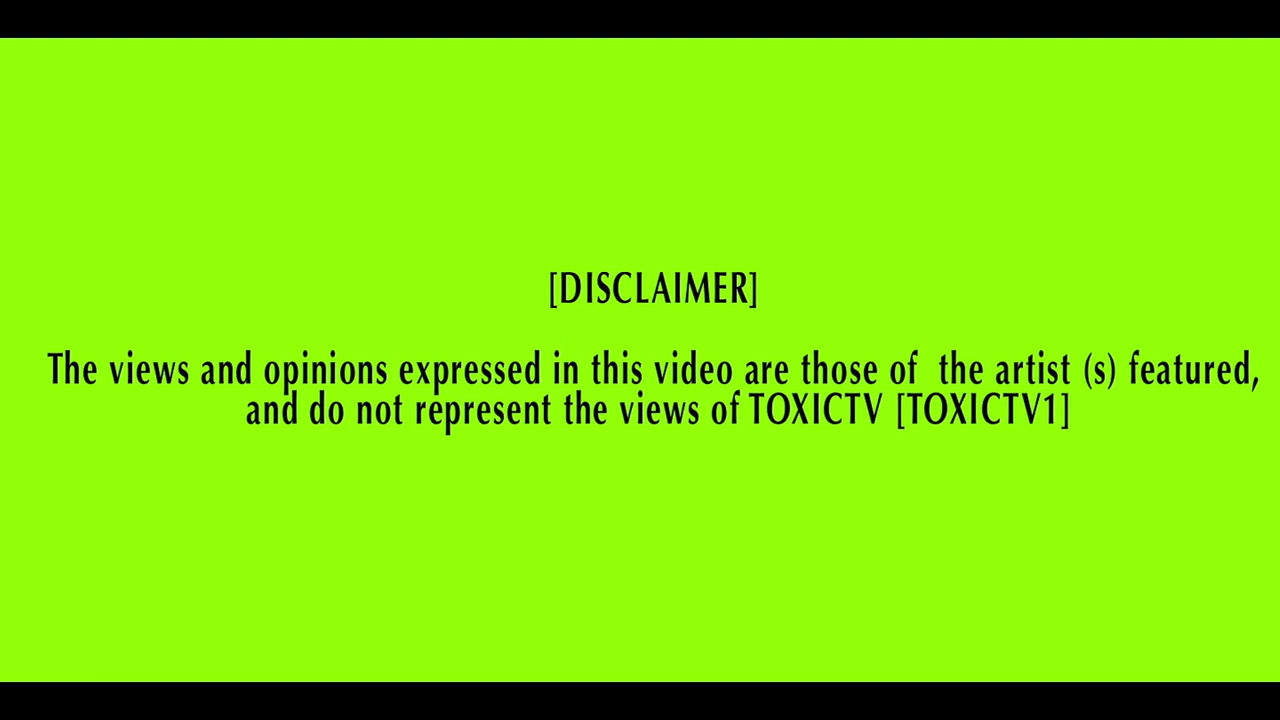 [DISCLAIMER]
The views and opinions expressed in this video are those of  the artist (s) featured,
and do not represent the views of TOXICTV [TOXICTV1]